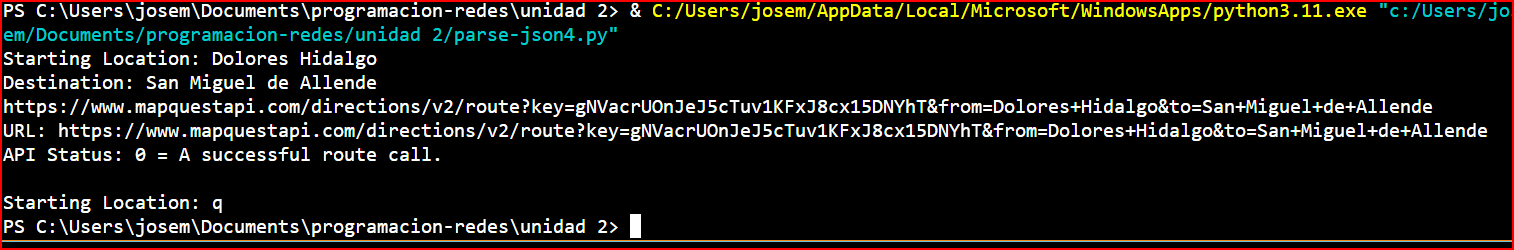 PS C:\Users\josem\Documents\programacion-redes\unidad 2> & C:/Users/josem/AppData/Local/Microsoft/WindowsApps/python3.11.exe "c:/Users/jos
em/Documents/programacion-redes/unidad 2/parse-json4.py"
Starting Location: Dolores Hidalgo
Destination: San Miguel de Allende
https://www.mapquestapi.com/directions/v2/route?key=gNVacrUOnJeJ5cTuv1KFxJ8cx15DNYhT&from=Dolores+Hidalgo&to=San+Miguel+de+Allende
URL: https://www.mapquestapi.com/directions/v2/route?key=gNVacrUOnJeJ5cTuv1KFxJ8cx15DNYhT&from=Dolores+Hidalgo&to=San+Miguel+de+Allende
API Status: 0 = A successful route call.
Starting Location: q
PS C:\Users\josem\Documents\programacion-redes\unidad 2>